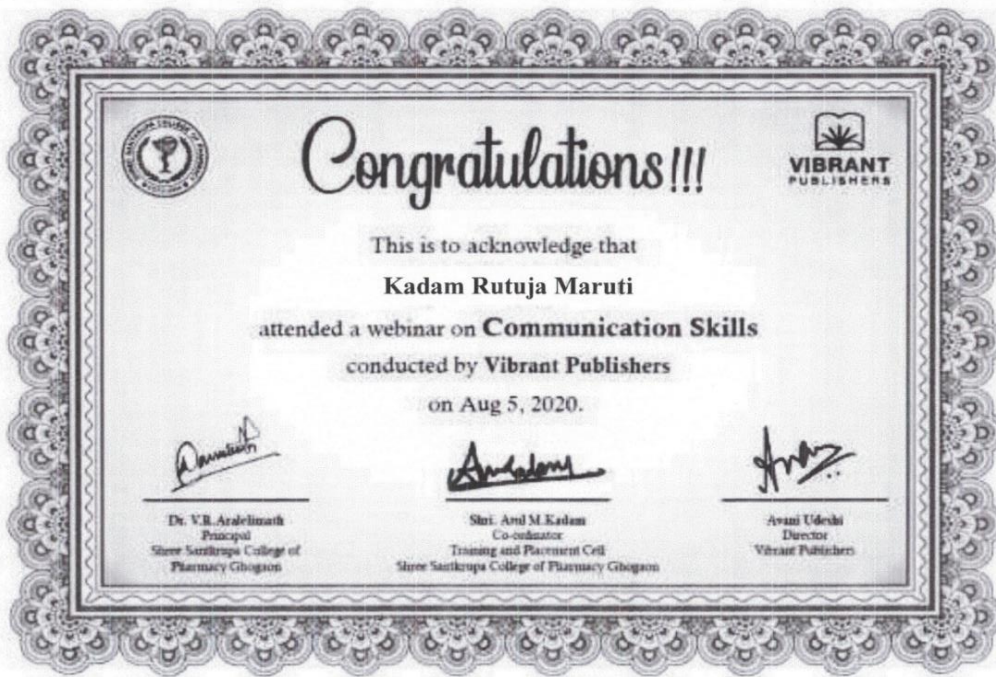 Congratulations!!!
VIBRANT
PUBLISHERS
This is to acknowledge that
Kadam Rutuja Maruti
attended a webinar on Communication Skills
conducted by Vibrant Publishers
on Aug 5, 2020.
Dr. V.R.Aralelimath
Principal
Shree Santkrupa College of
Pharmacy Ghogaon
Shri. Amul M.Kadam
Co-ordinator
Training and Placement Cell
Shree Santkrupa College of Pharmacy Ghogaon
Avani Udeshi
Director
Vibrant Publishers